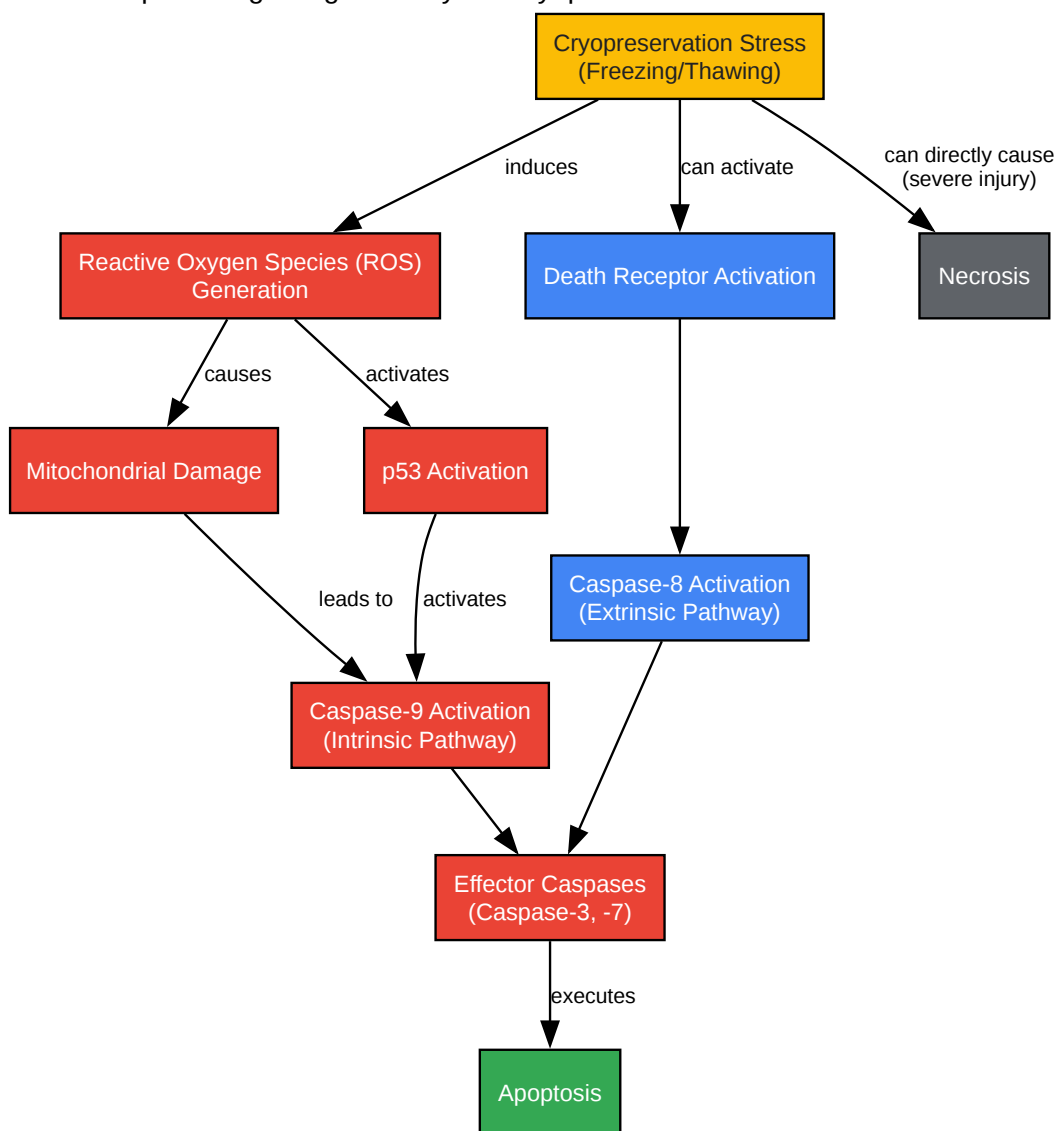 Cryopreservation Stress
(Freezing/Thawing)
induces
can activate
can directly cause
(severe injury)
Reactive Oxygen Species (ROS)
Generation
Death Receptor Activation
Necrosis
causes
activates
Mitochondrial Damage
p53 Activation
leads to
activates
Caspase-8 Activation
(Extrinsic Pathway)
Caspase-9 Activation
(Intrinsic Pathway)
Effector Caspases
(Caspase-3, -7)
executes
Apoptosis